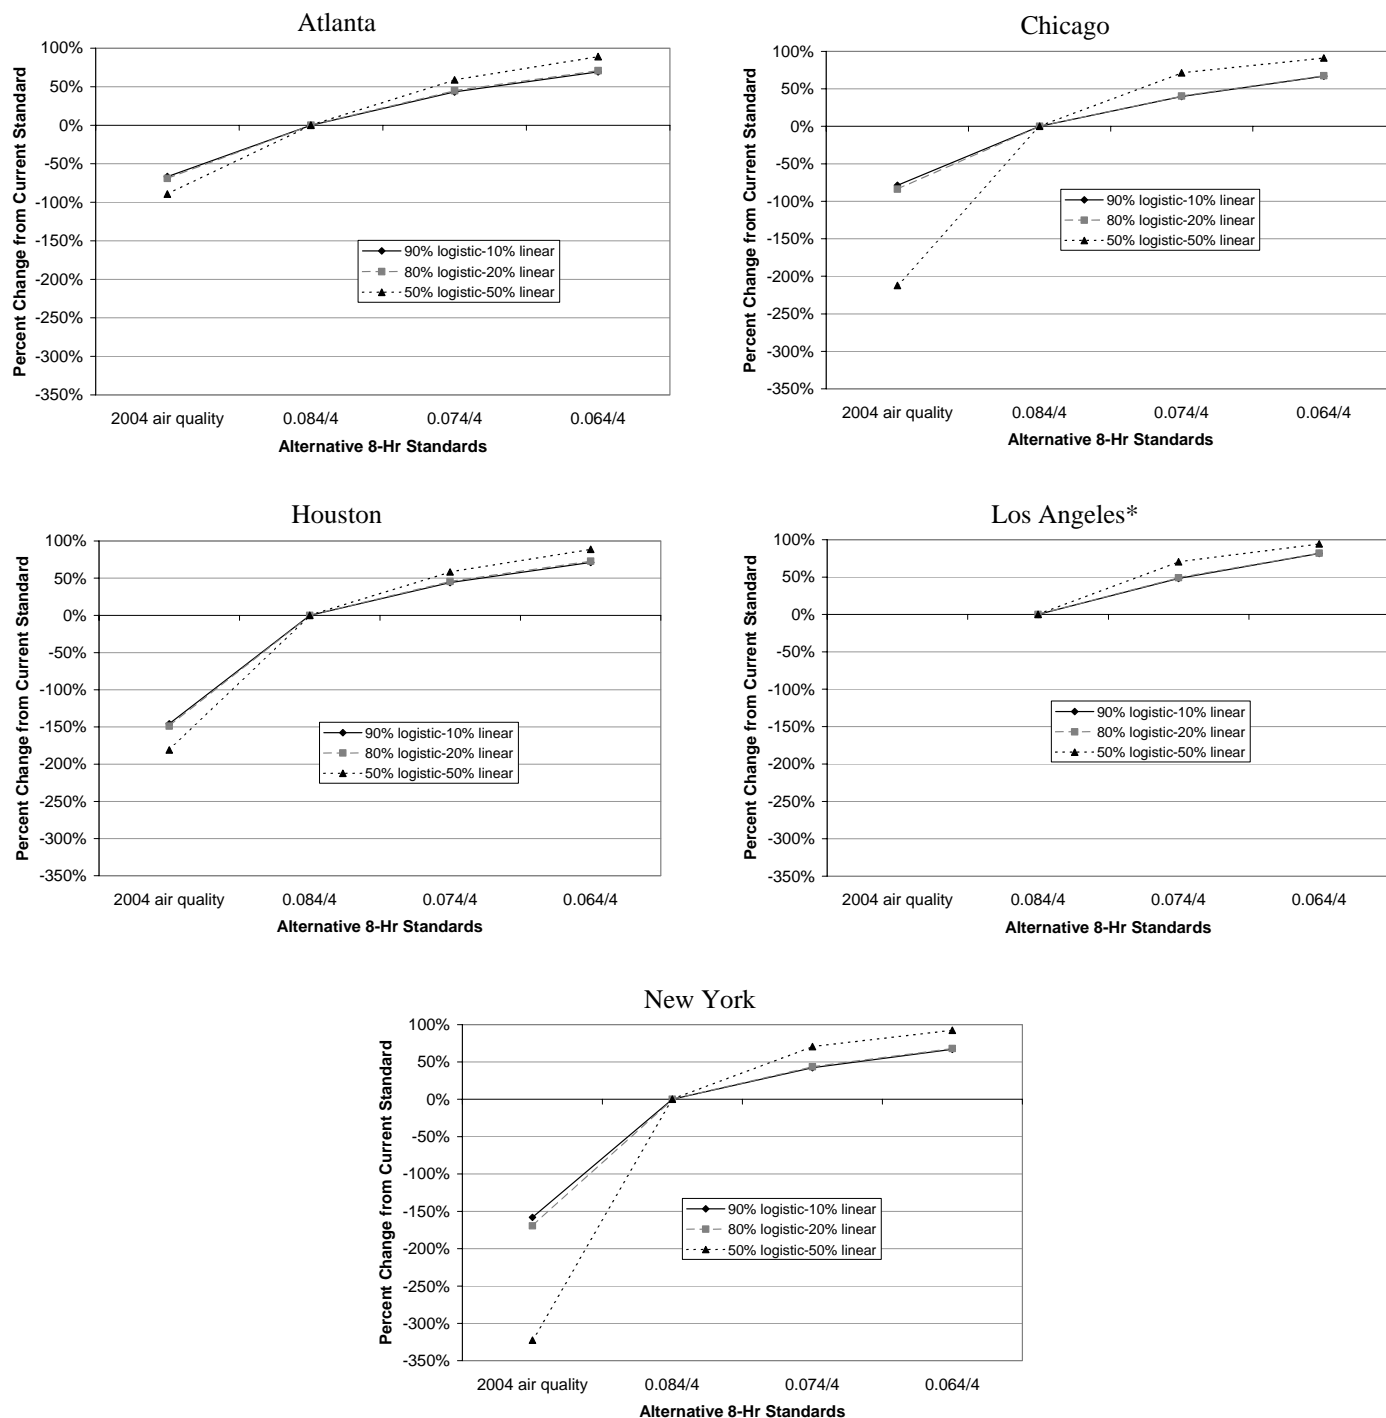 Atlanta
100%
50%
0%
-50%
-100%
-150%
-200%
-250%
-300%
-350%
Percent Change from Current Standard
90% logistic-10% linear
80% logistic-20% linear
50% logistic-50% linear
2004 air quality 0.084/4 0.074/4 0.064/4
Alternative 8-Hr Standards
Chicago
100%
50%
0%
-50%
-100%
-150%
-200%
-250%
-300%
-350%
Percent Change from Current Standard
90% logistic-10% linear
80% logistic-20% linear
50% logistic-50% linear
2004 air quality 0.084/4 0.074/4 0.064/4
Alternative 8-Hr Standards
Houston
100%
50%
0%
-50%
-100%
-150%
-200%
-250%
-300%
-350%
Percent Change from Current Standard
90% logistic-10% linear
80% logistic-20% linear
50% logistic-50% linear
2004 air quality 0.084/4 0.074/4 0.064/4
Alternative 8-Hr Standards
Los Angeles*
100%
50%
0%
-50%
-100%
-150%
-200%
-250%
-300%
-350%
Percent Change from Current Standard
90% logistic-10% linear
80% logistic-20% linear
50% logistic-50% linear
2004 air quality 0.084/4 0.074/4 0.064/4
Alternative 8-Hr Standards
New York
100%
50%
0%
-50%
-100%
-150%
-200%
-250%
-300%
-350%
Percent Change from Current Standard
90% logistic-10% linear
80% logistic-20% linear
50% logistic-50% linear
2004 air quality 0.084/4 0.074/4 0.064/4
Alternative 8-Hr Standards